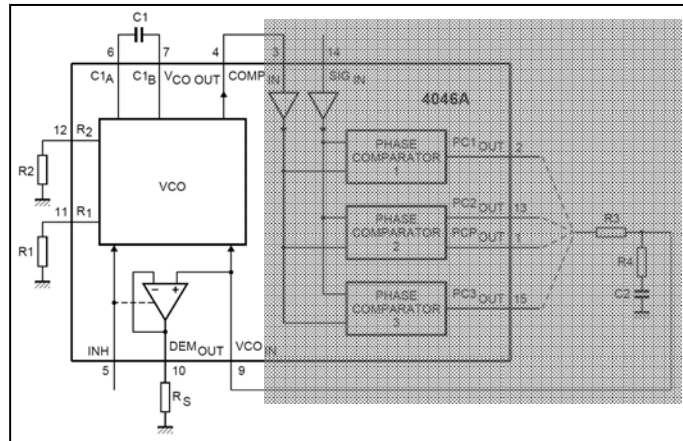 C1
6 7 4 3 14
C1A C1B VCO OUT COMP IN SIG IN
4046A
12 R2
R2
PHASE COMPARATOR 1
PC1OUT 2
VCO
11 R1
R1
PHASE COMPARATOR 2
PC2OUT 13
PCPOUT 1
R3
R4
C2
PHASE COMPARATOR 3
PC3OUT 15
− +
INH DEMOUT VCOIN
5 10 9
RS